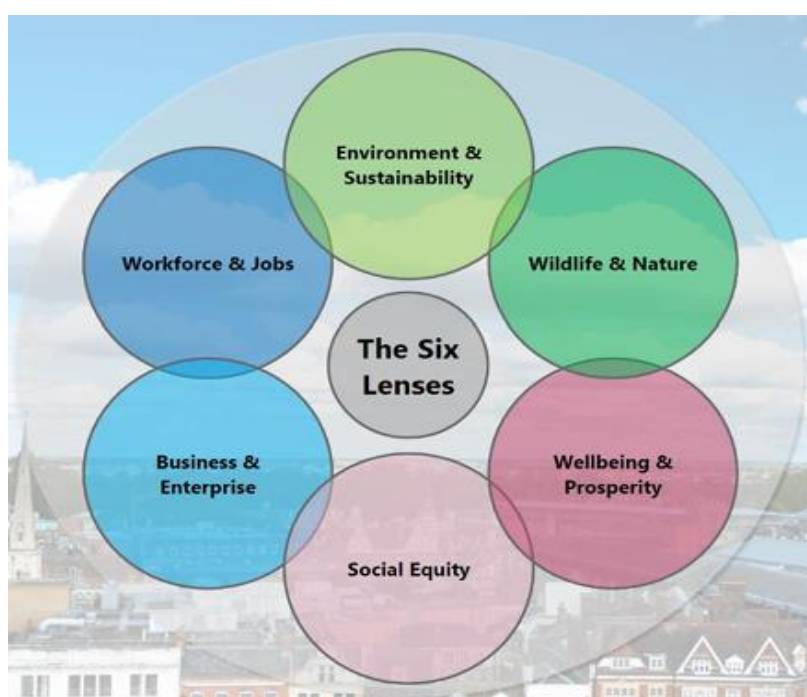 Environment &
Sustainability
Workforce & Jobs
Wildlife & Nature
The Six
Lenses
Business &
Enterprise
Wellbeing &
Prosperity
Social Equity